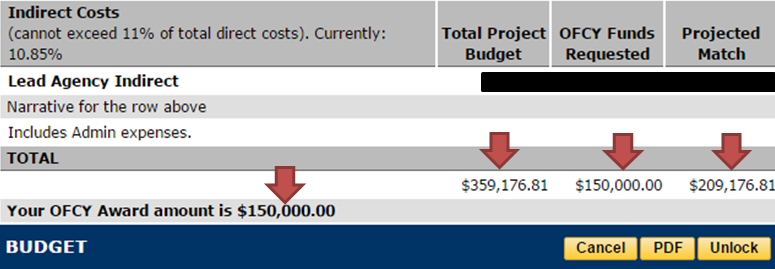 Indirect Costs
(cannot exceed 11% of total direct costs). Currently: Total Project OFCY Funds Projected
10.85% Budget Requested Match
Lead Agency Indirect
Narrative for the row above
Includes Admin expenses.
TOTAL
$359,176.81 $150,000.00 $209,176.81
Your OFCY Award amount is $150,000.00
BUDGET Cancel PDF Unlock